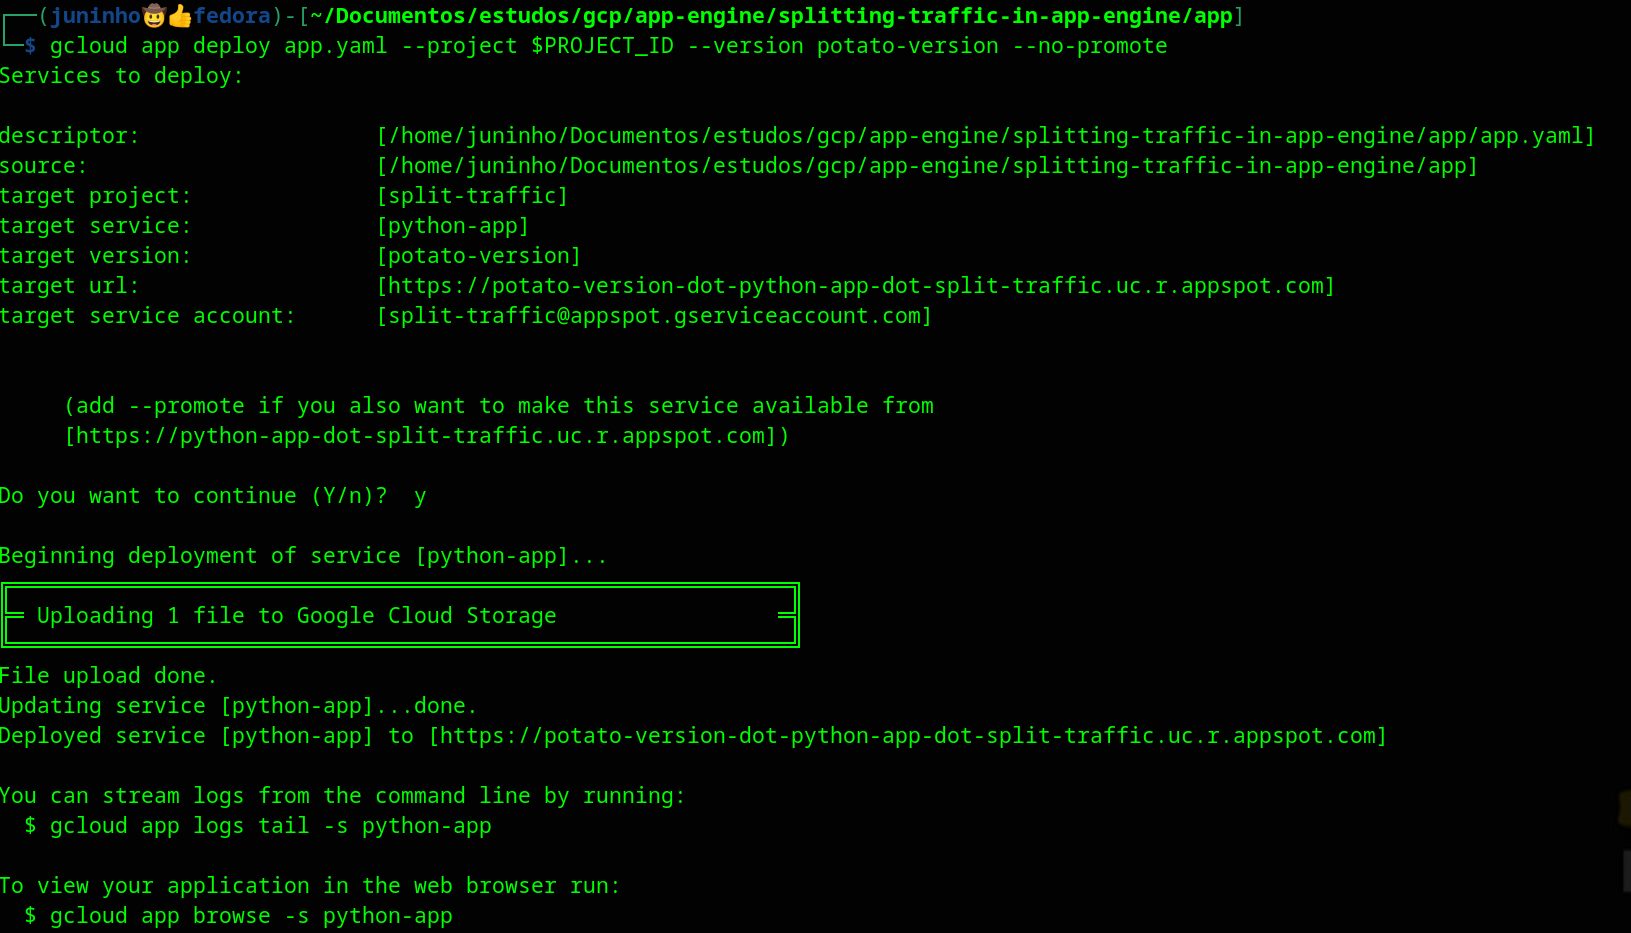 (juninho🤠👍fedora)-[~/Documentos/estudos/gcp/app-engine/splitting-traffic-in-app-engine/app]
$ gcloud app deploy app.yaml --project $PROJECT_ID --version potato-version --no-promote
Services to deploy:
descriptor: [/home/juninho/Documentos/estudos/gcp/app-engine/splitting-traffic-in-app-engine/app/app.yaml]
source: [/home/juninho/Documentos/estudos/gcp/app-engine/splitting-traffic-in-app-engine/app]
target project: [split-traffic]
target service: [python-app]
target version: [potato-version]
target url: [https://potato-version-dot-python-app-dot-split-traffic.uc.r.appspot.com]
target service account: [split-traffic@appspot.gserviceaccount.com]
(add --promote if you also want to make this service available from
[https://python-app-dot-split-traffic.uc.r.appspot.com])
Do you want to continue (Y/n)?  y
Beginning deployment of service [python-app]...
Uploading 1 file to Google Cloud Storage
File upload done.
Updating service [python-app]...done.
Deployed service [python-app] to [https://potato-version-dot-python-app-dot-split-traffic.uc.r.appspot.com]
You can stream logs from the command line by running:
$ gcloud app logs tail -s python-app
To view your application in the web browser run:
$ gcloud app browse -s python-app